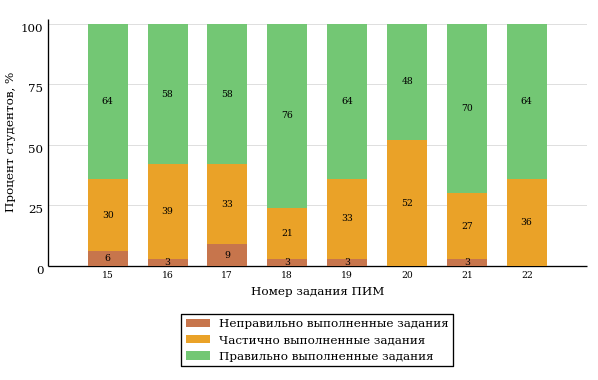 Процент студентов, %
100
75
50
25
0
64 58 58 76 64 48 70 64
30 39 33 21 33 52 27 36
6 3 9 3 3 3
15 16 17 18 19 20 21 22
Номер задания ПИМ
Неправильно выполненные задания
Частично выполненные задания
Правильно выполненные задания